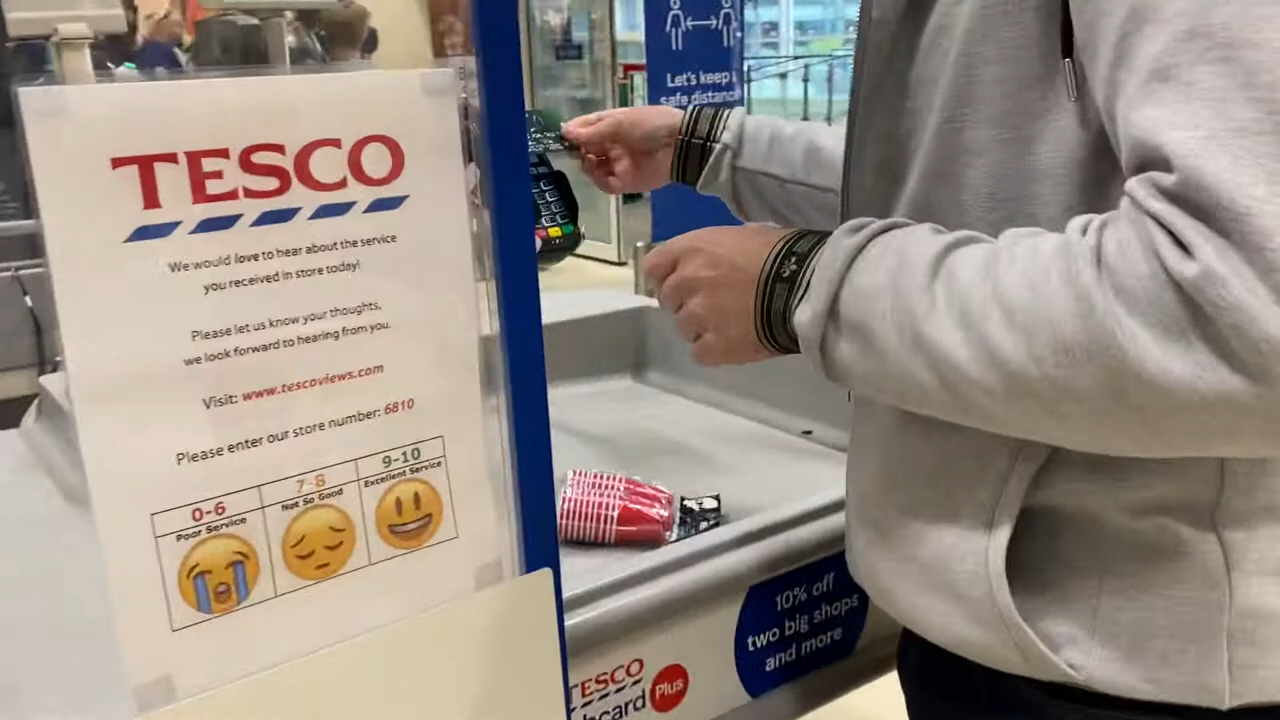 TESCO
We would love to hear about the service
you received in store today!
Please let us know your thoughts,
we look forward to hearing from you.
Visit: www.tescoviews.com
Please enter our store number: 6810
0-6
Poor Service
7-8
Not So Good
9-10
Excellent Service
Let's keep
safe distance
10% off
two big shops
and more
TESCO
bcard Plus